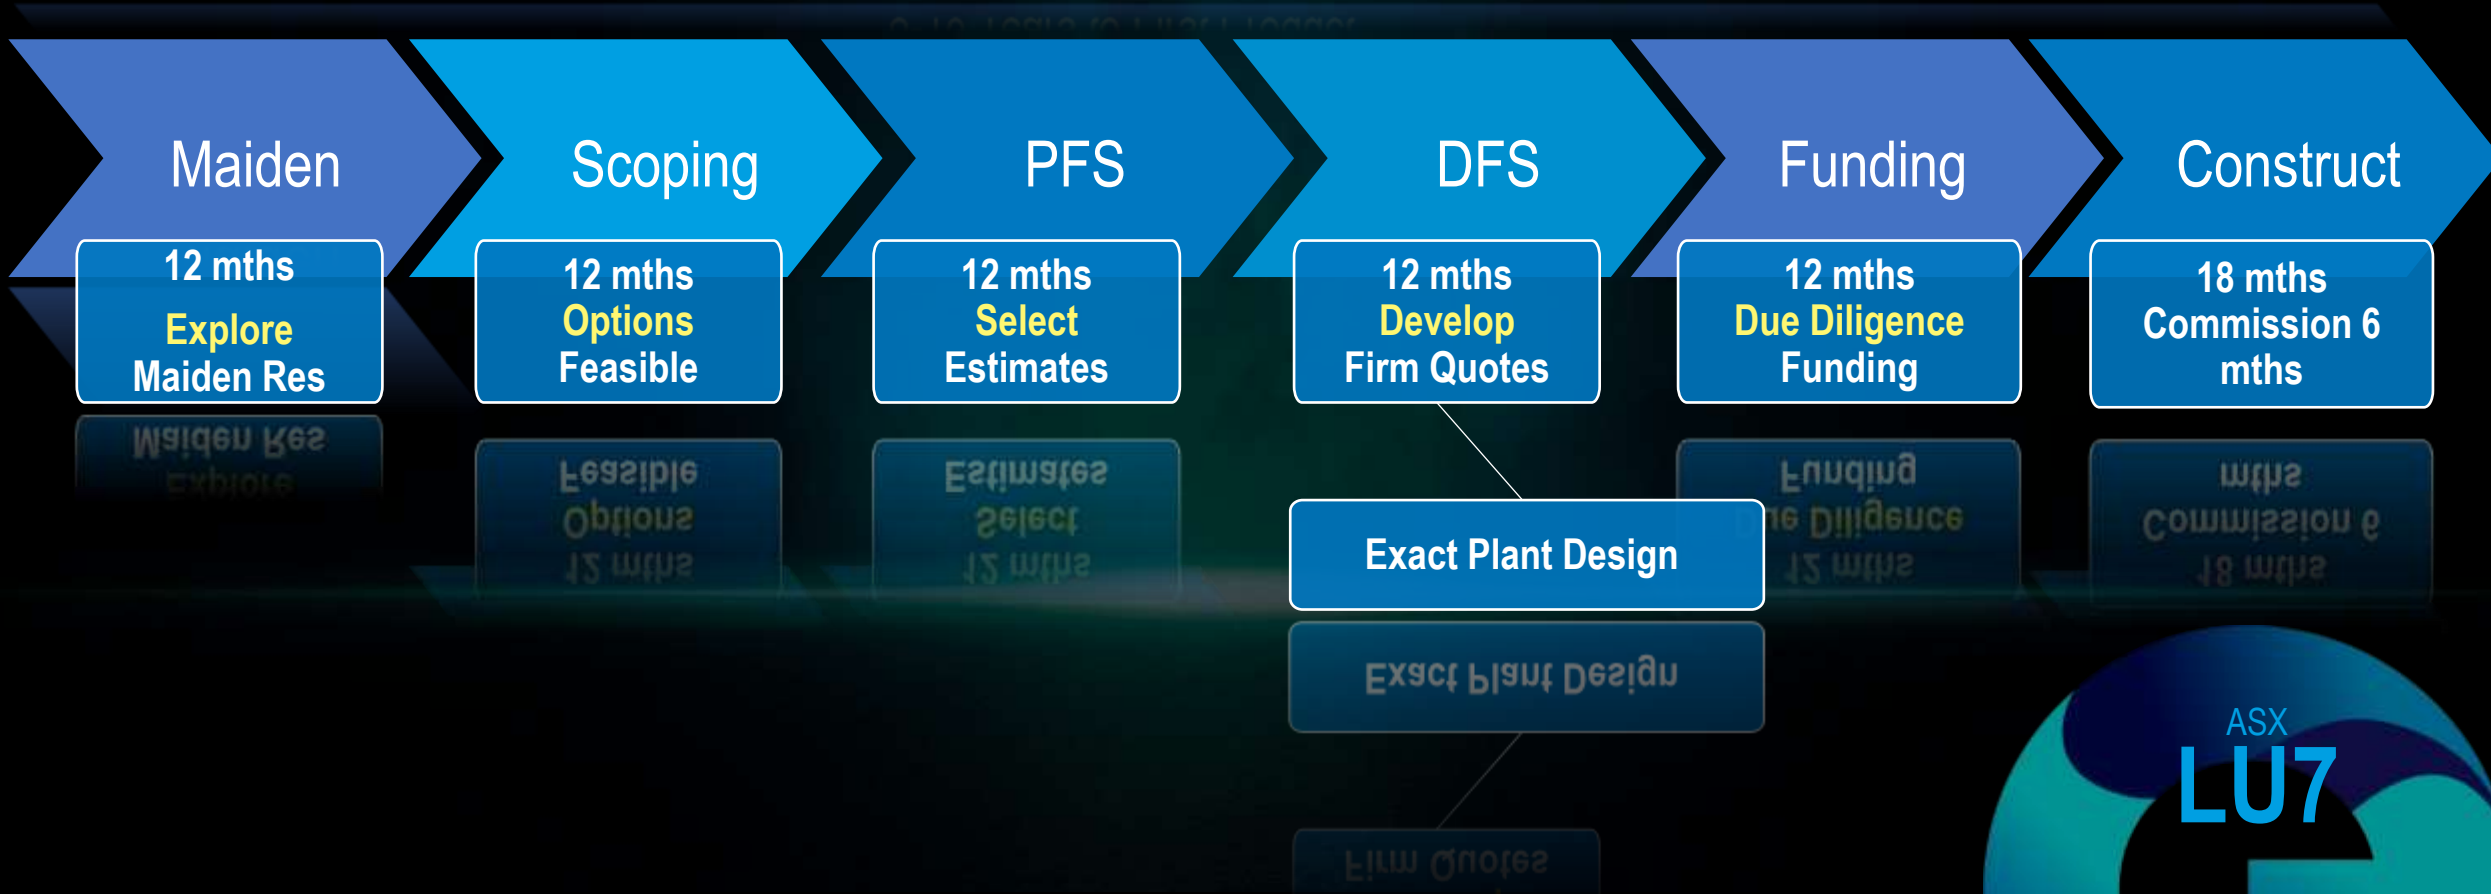 Maiden
Scoping
PFS
DFS
Funding
Construct
12 mths
Explore
Maiden Res
12 mths
Options
Feasible
12 mths
Select
Estimates
12 mths
Develop
Firm Quotes
12 mths
Due Diligence
Funding
18 mths
Commission 6
mths
Exact Plant Design
ASX
LU7